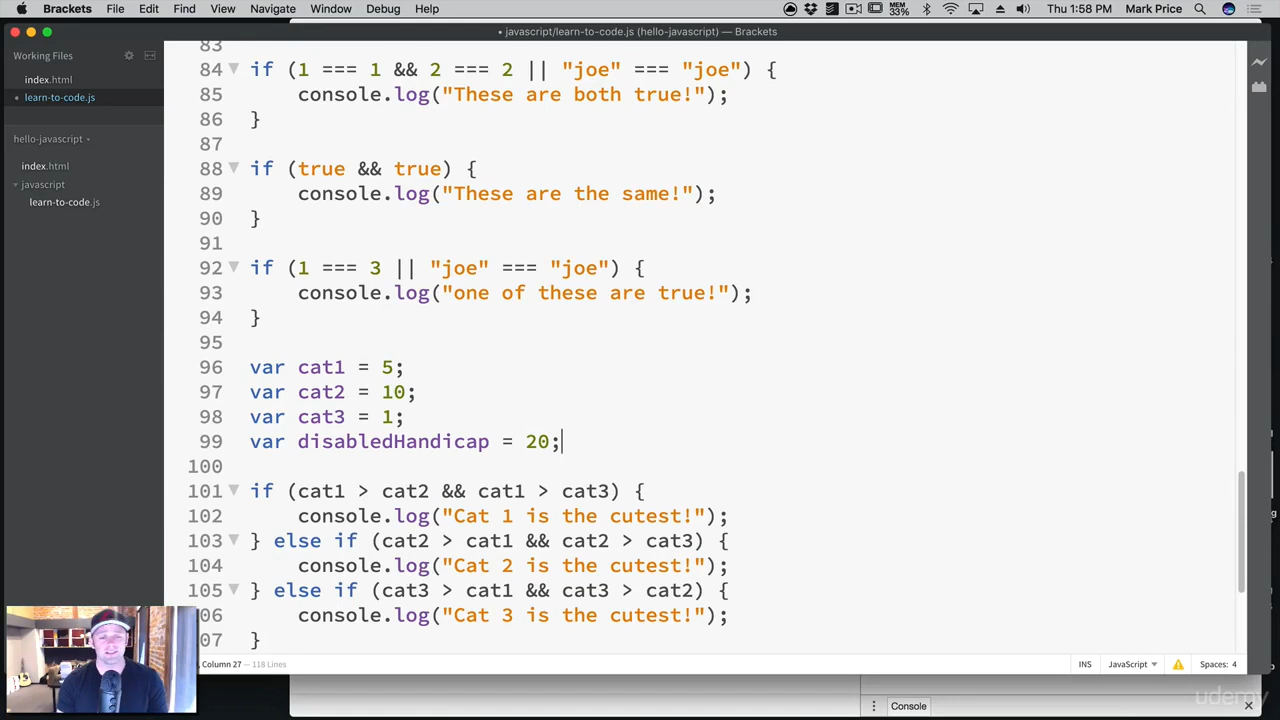 Brackets File Edit Find View Navigate Window Debug Help
MEM 33% Thu 1:58 PM Mark Price
• javascript/learn-to-code.js (hello-javascript) — Brackets
Working Files
index.html
learn-to-code.js
hello-javascript
index.html
javascript
learn-to-code.js
83
84 if (1 === 1 && 2 === 2 || "joe" === "joe") {
85 console.log("These are both true!");
86 }
87
88 if (true && true) {
89 console.log("These are the same!");
90 }
91
92 if (1 === 3 || "joe" === "joe") {
93 console.log("one of these are true!");
94 }
95
96 var cat1 = 5;
97 var cat2 = 10;
98 var cat3 = 1;
99 var disabledHandicap = 20;
100
101 if (cat1 > cat2 && cat1 > cat3) {
102 console.log("Cat 1 is the cutest!");
103 } else if (cat2 > cat1 && cat2 > cat3) {
104 console.log("Cat 2 is the cutest!");
105 } else if (cat3 > cat1 && cat3 > cat2) {
06 console.log("Cat 3 is the cutest!");
07 }
, Column 27 — 118 Lines
INS JavaScript Spaces: 4
udemy
Console